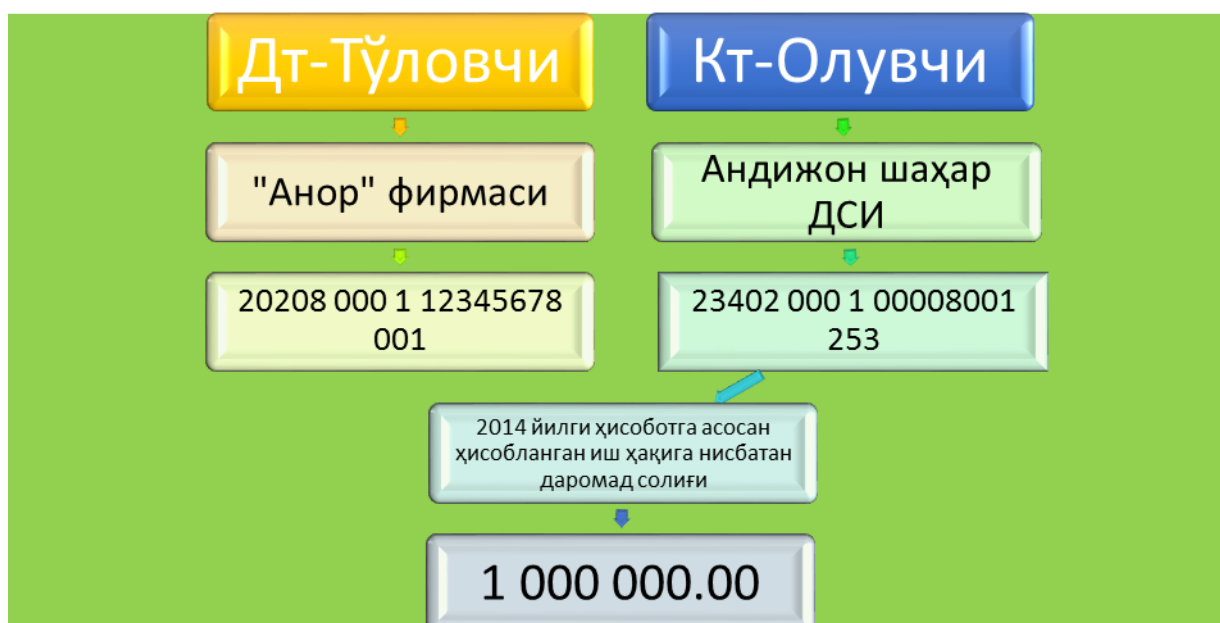 Дт-Тўловчи
Кт-Олувчи
"Анор" фирмаси
Андижон шаҳар
ДСИ
20208 000 1 12345678
001
23402 000 1 00008001
253
2014 йилги ҳисоботга асосан
ҳисобланган иш ҳақига нисбатан
даромад солиғи
1 000 000.00